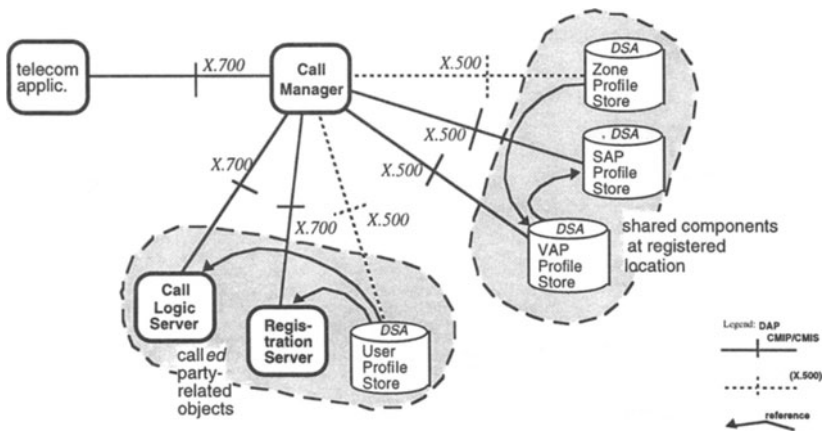 telecom
applic.
X.700
Call
Manager
X.500
DSA
Zone
Profile
Store
X.500
. DSA
SAP
Profile
Store
X.700
X.500
X.700
X.500
DSA
VAP
Profile
Store
shared components
at registered
location
Call
Logic
Server
Regis-
tration
Server
DSA
User
Profile
Store
called
party-
related
objects
Legend: DAP
CMIP/CMIS
(X.500)
reference